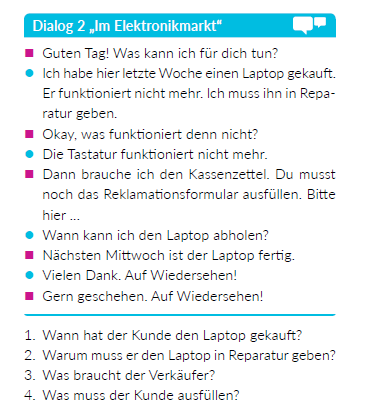 Dialog 2 „Im Elektronikmarkt“
Guten Tag! Was kann ich für dich tun?
Ich habe hier letzte Woche einen Laptop gekauft.
Er funktioniert nicht mehr. Ich muss ihn in Repa-
ratur geben.
Okay, was funktioniert denn nicht?
Die Tastatur funktioniert nicht mehr.
Dann brauche ich den Kassenzettel. Du musst
noch das Reklamationsformular ausfüllen. Bitte
hier ...
Wann kann ich den Laptop abholen?
Nächsten Mittwoch ist der Laptop fertig.
Vielen Dank. Auf Wiedersehen!
Gern geschehen. Auf Wiedersehen!
1. Wann hat der Kunde den Laptop gekauft?
2. Warum muss er den Laptop in Reparatur geben?
3. Was braucht der Verkäufer?
4. Was muss der Kunde ausfüllen?